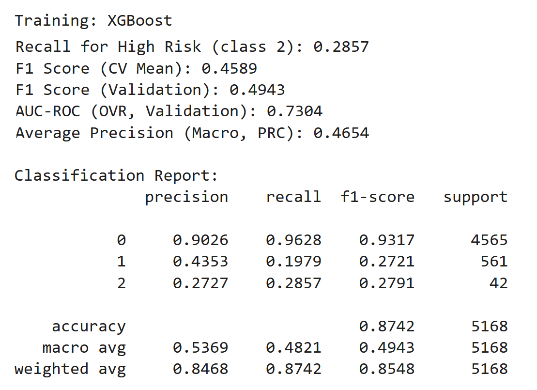 Training: XGBoost
Recall for High Risk (class 2): 0.2857
F1 Score (CV Mean): 0.4589
F1 Score (Validation): 0.4943
AUC-ROC (OVR, Validation): 0.7304
Average Precision (Macro, PRC): 0.4654
Classification Report:
precision recall f1-score support
0 0.9026 0.9628 0.9317 4565
1 0.4353 0.1979 0.2721 561
2 0.2727 0.2857 0.2791 42
accuracy 0.8742 5168
macro avg 0.5369 0.4821 0.4943 5168
weighted avg 0.8468 0.8742 0.8548 5168